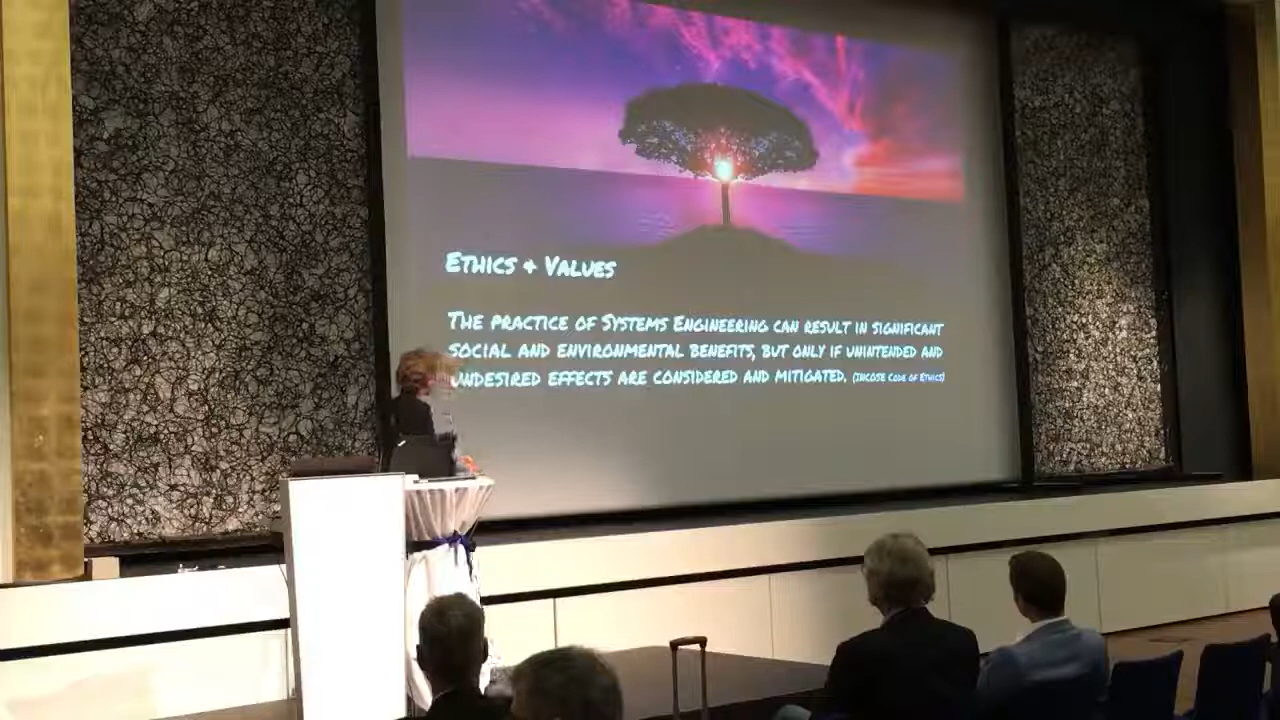 Ethics + Values
The practice of Systems Engineering can result in significant
social and environmental benefits, but only if unintended and
undesired effects are considered and mitigated. (INCOSE Code of Ethics)